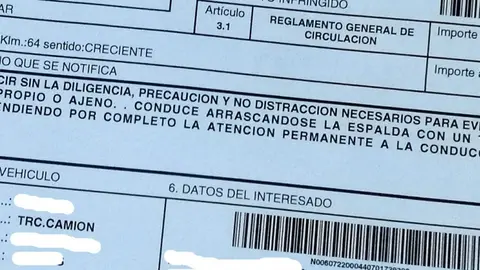 INFRINGIDO
AR
Artículo
3.1
REGLAMENTO GENERAL DE
CIRCULACION
Importe
Klm.:64 sentido:CRECIENTE
Importe
HO QUE SE NOTIFICA
CIR SIN LA DILIGENCIA, PRECAUCION Y NO DISTRACCION NECESARIOS PARA EV
PROPIO O AJENO. . CONDUCE ARRASCANDOSE LA ESPALDA CON UN
ENDIENDO POR COMPLETO LA ATENCION PERMANENTE A LA CONDUC
VEHICULO
6. DATOS DEL INTERESADO
TRC.CAMION